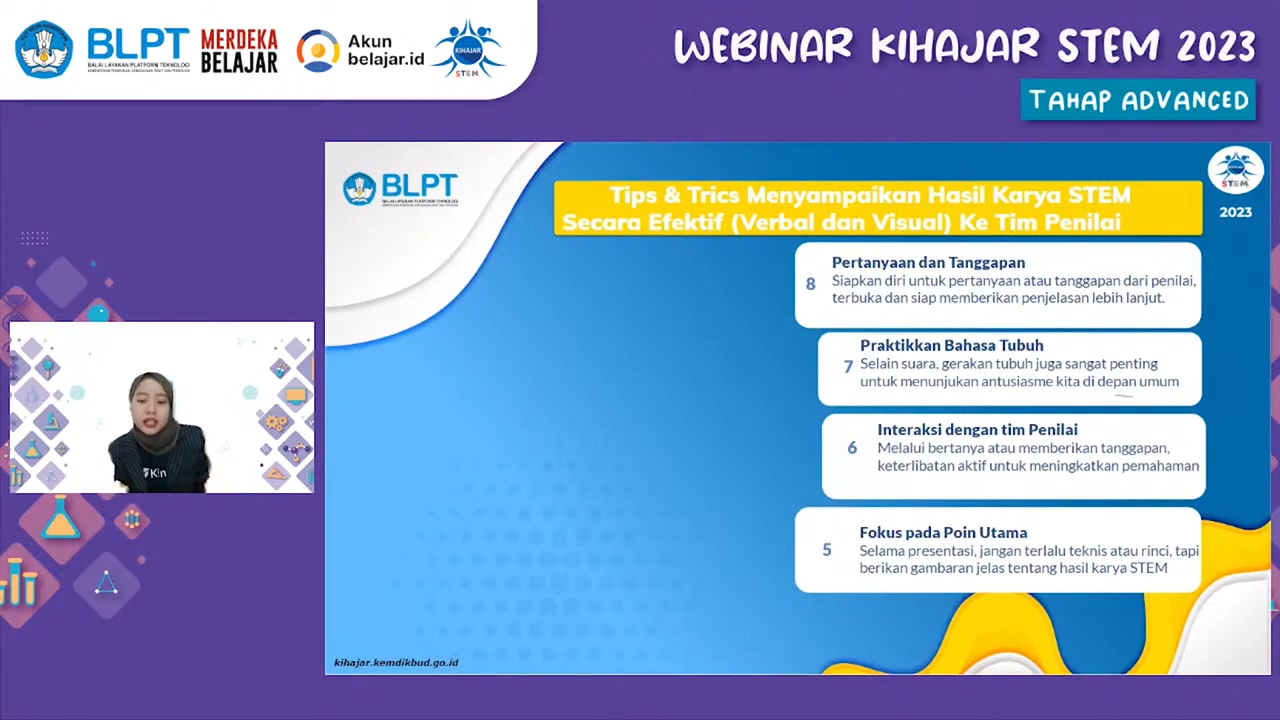 BLPT
BALAI LAYANAN PLATFORM TEKNOLOGI
MERDEKA
BELAJAR
Akun
belajar.id
KIHAJAR
STEM
WEBINAR KIHAJAR STEM 2023
TAHAP ADVANCED
BLPT
BALAI LAYANAN PLATFORM TEKNOLOGI
KIHAJAR
STEM
2023
Tips & Trics Menyampaikan Hasil Karya STEM
Secara Efektif (Verbal dan Visual) Ke Tim Penilai
8
Pertanyaan dan Tanggapan
Siapkan diri untuk pertanyaan atau tanggapan dari penilai,
terbuka dan siap memberikan penjelasan lebih lanjut.
7
Praktikkan Bahasa Tubuh
Selain suara, gerakan tubuh juga sangat penting
untuk menunjukan antusiasme kita di depan umum
6
Interaksi dengan tim Penilai
Melalui bertanya atau memberikan tanggapan,
keterlibatan aktif untuk meningkatkan pemahaman
5
Fokus pada Poin Utama
Selama presentasi, jangan terlalu teknis atau rinci, tapi
berikan gambaran jelas tentang hasil karya STEM
kihajar.kemdikbud.go.id